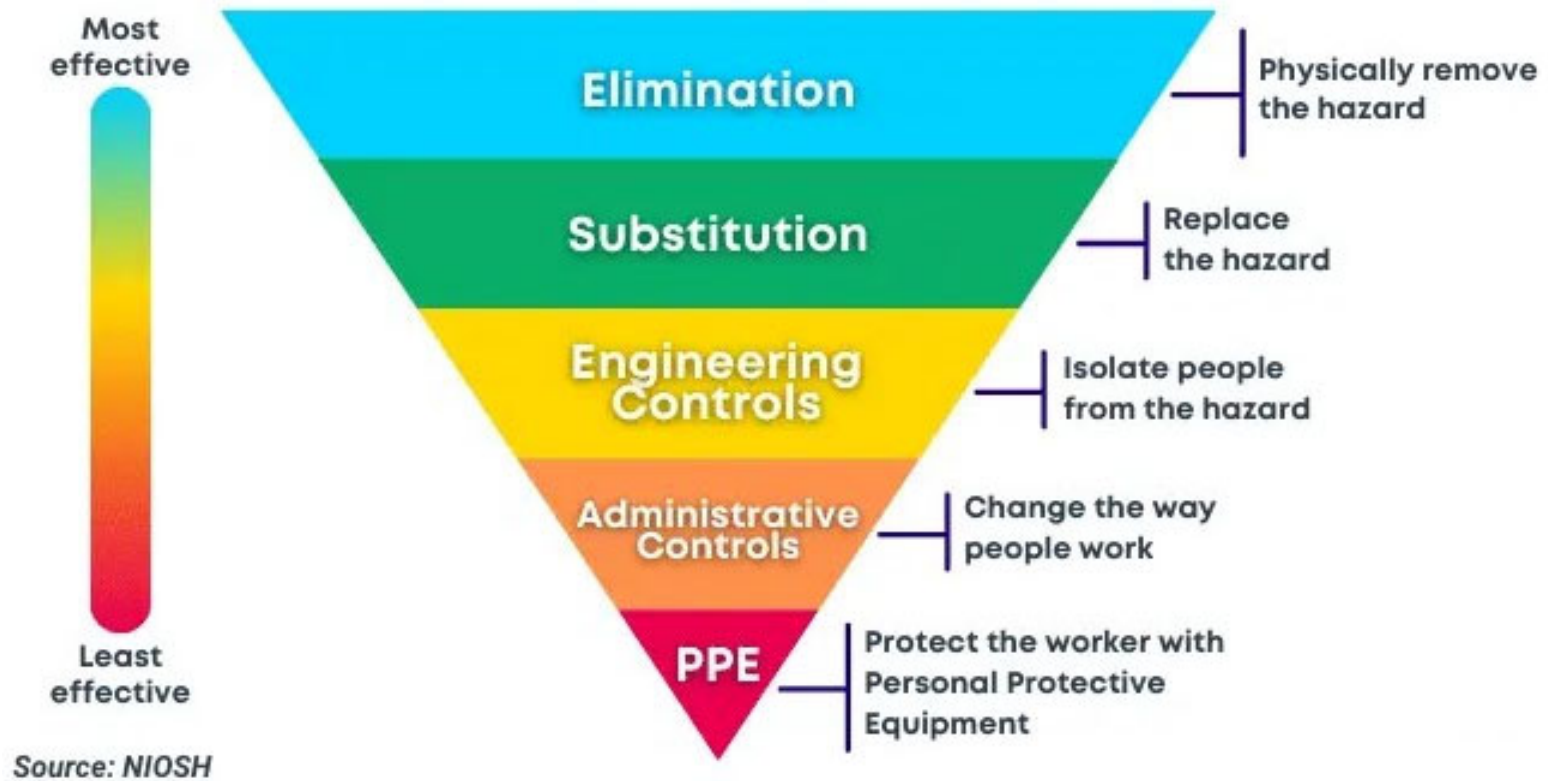 Most
effective
Elimination
Physically remove
the hazard
Substitution
Replace
the hazard
Engineering
Controls
Isolate people
from the hazard
Administrative
Controls
Change the way
people work
PPE
Protect the worker with
Personal Protective
Equipment
Least
effective
Source: NIOSH